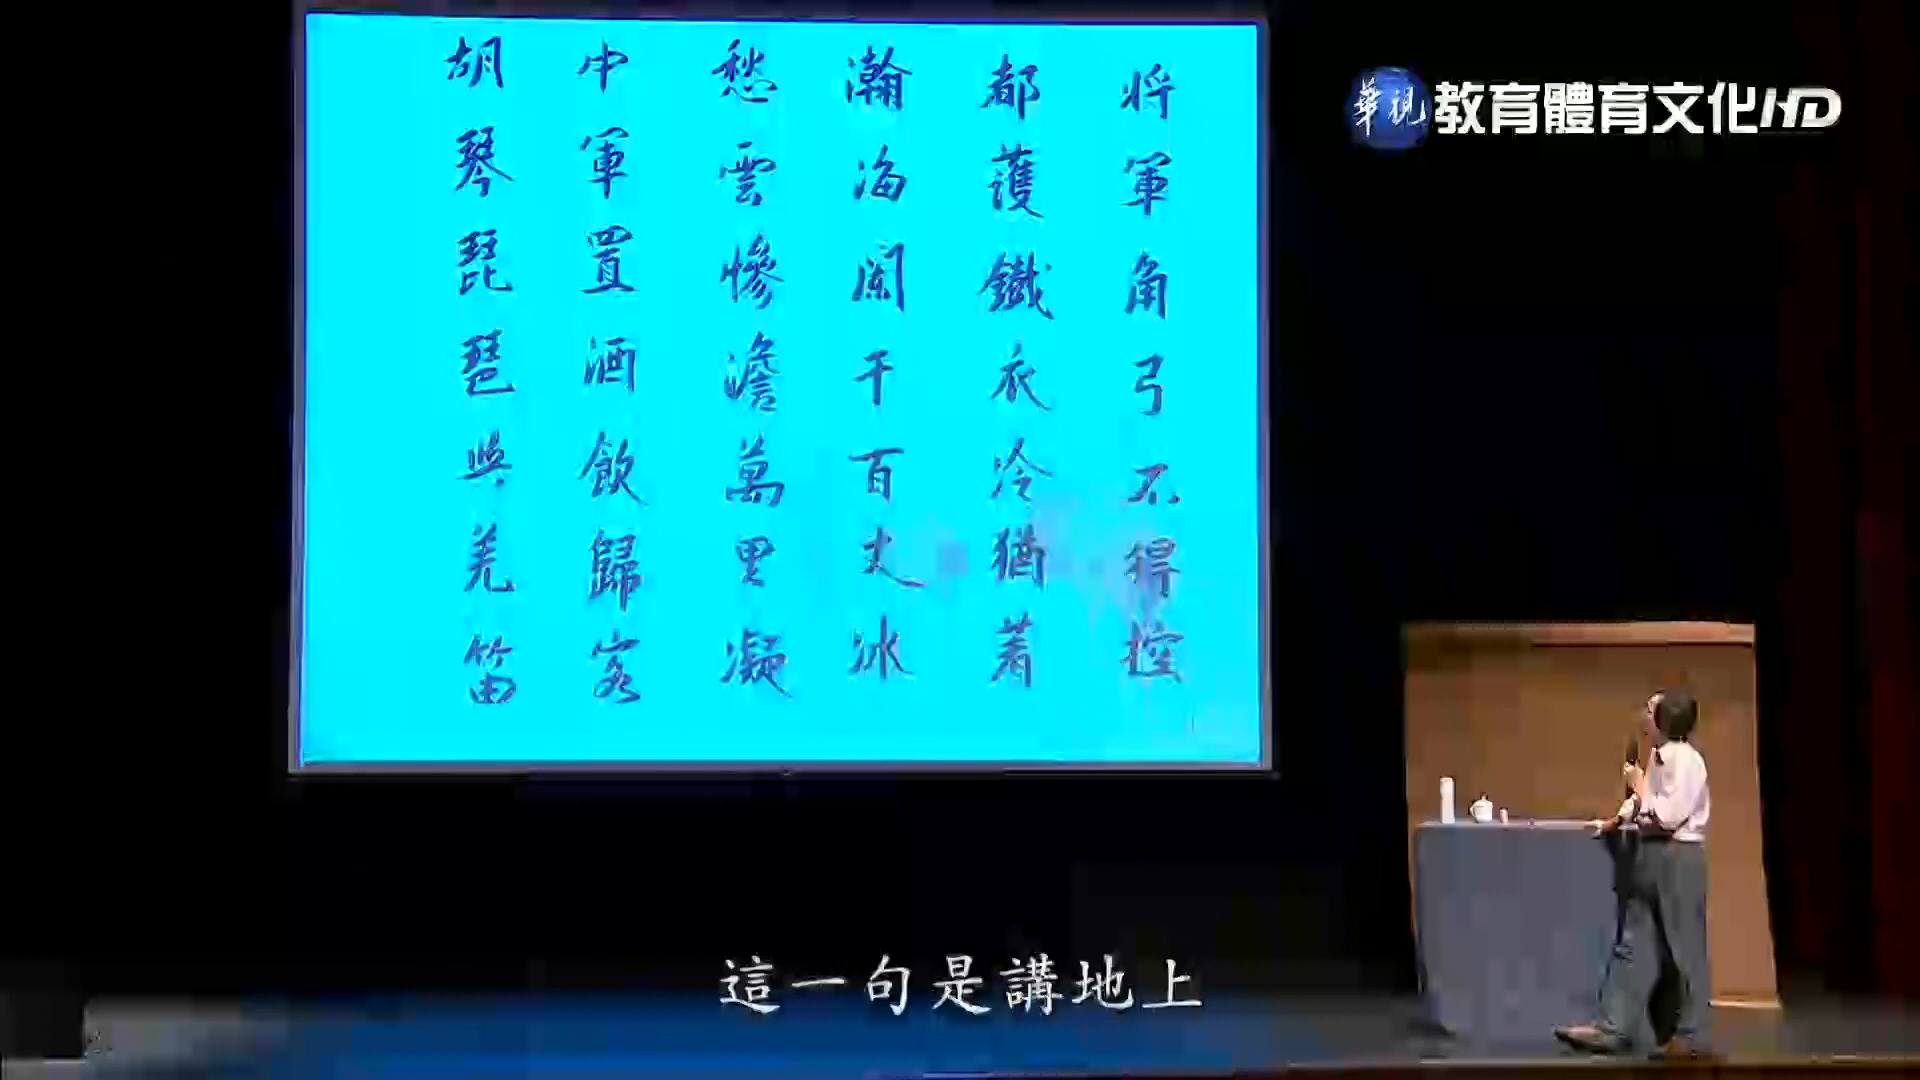 將軍角弓不得控
都護鐵衣冷猶著
瀚海闌干百丈冰
愁雲慘澹萬里凝
中軍置酒飲歸客
胡琴琵琶與羌笛
華視 教育體育文化HD
這一句是講地上